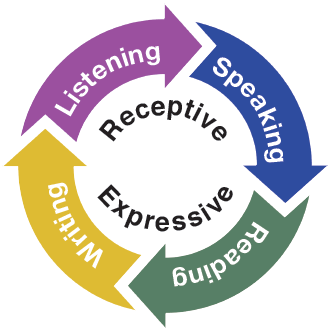 Listening
Speaking
Receptive
Expressive
Writing
Reading